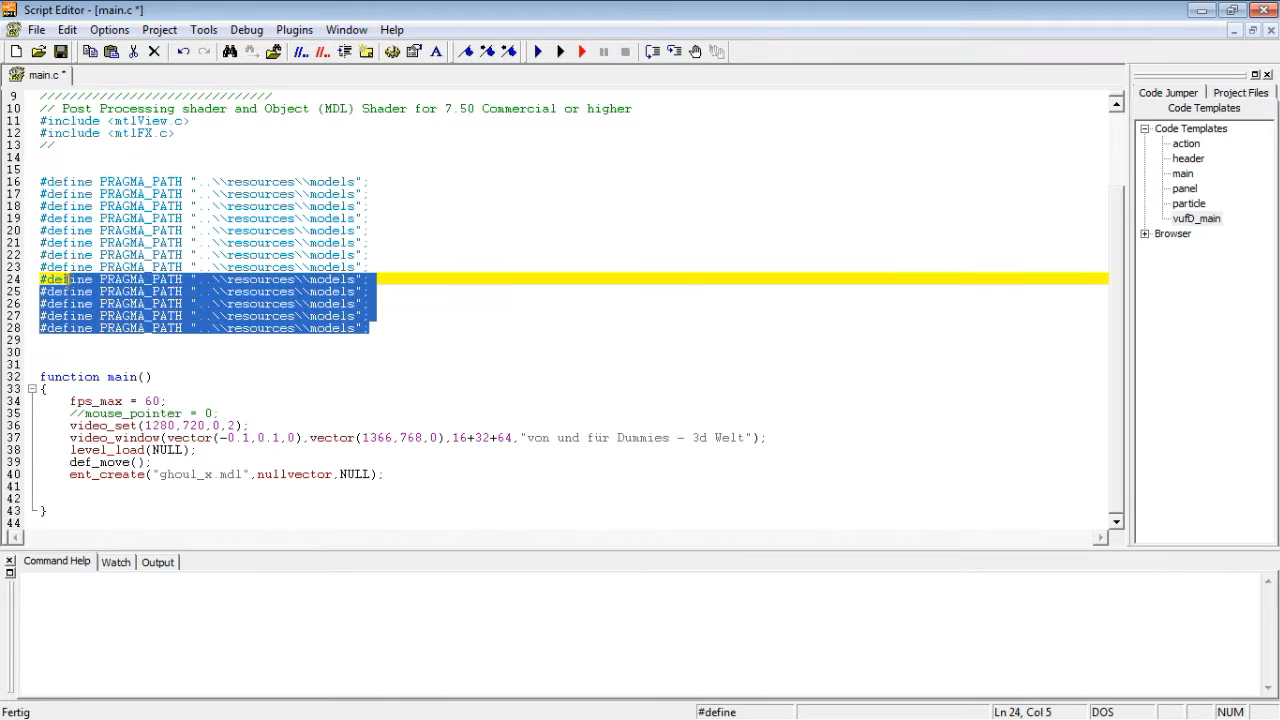 Script Editor - [main.c *]
File Edit Options Project Tools Debug Plugins Window Help
main.c *
Code Jumper Project Files
Code Templates
Code Templates
action
header
main
panel
particle
vufD_main
Browser
9 ///////////////////////////////
10 // Post Processing shader and Object (MDL) Shader for 7.50 Commercial or higher
11 #include <mtlView.c>
12 #include <mtlFX.c>
13 //
14
15
16 #define PRAGMA_PATH "..\\resources\\models";
17 #define PRAGMA_PATH "..\\resources\\models";
18 #define PRAGMA_PATH "..\\resources\\models";
19 #define PRAGMA_PATH "..\\resources\\models";
20 #define PRAGMA_PATH "..\\resources\\models";
21 #define PRAGMA_PATH "..\\resources\\models";
22 #define PRAGMA_PATH "..\\resources\\models";
23 #define PRAGMA_PATH "..\\resources\\models";
24 #define PRAGMA_PATH "..\\resources\\models";
25 #define PRAGMA_PATH "..\\resources\\models";
26 #define PRAGMA_PATH "..\\resources\\models";
27 #define PRAGMA_PATH "..\\resources\\models";
28 #define PRAGMA_PATH "..\\resources\\models";
29
30
31
32 function main()
33 {
34 fps_max = 60;
35 //mouse_pointer = 0;
36 video_set(1280,720,0,2);
37 video_window(vector(-0.1,0.1,0),vector(1366,768,0),16+32+64,"von und für Dummies - 3d Welt");
38 level_load(NULL);
39 def_move();
40 ent_create("ghoul_x.mdl",nullvector,NULL);
41
42
43 }
44
Command Help Watch Output
Fertig #define Ln 24, Col 5 DOS NUM